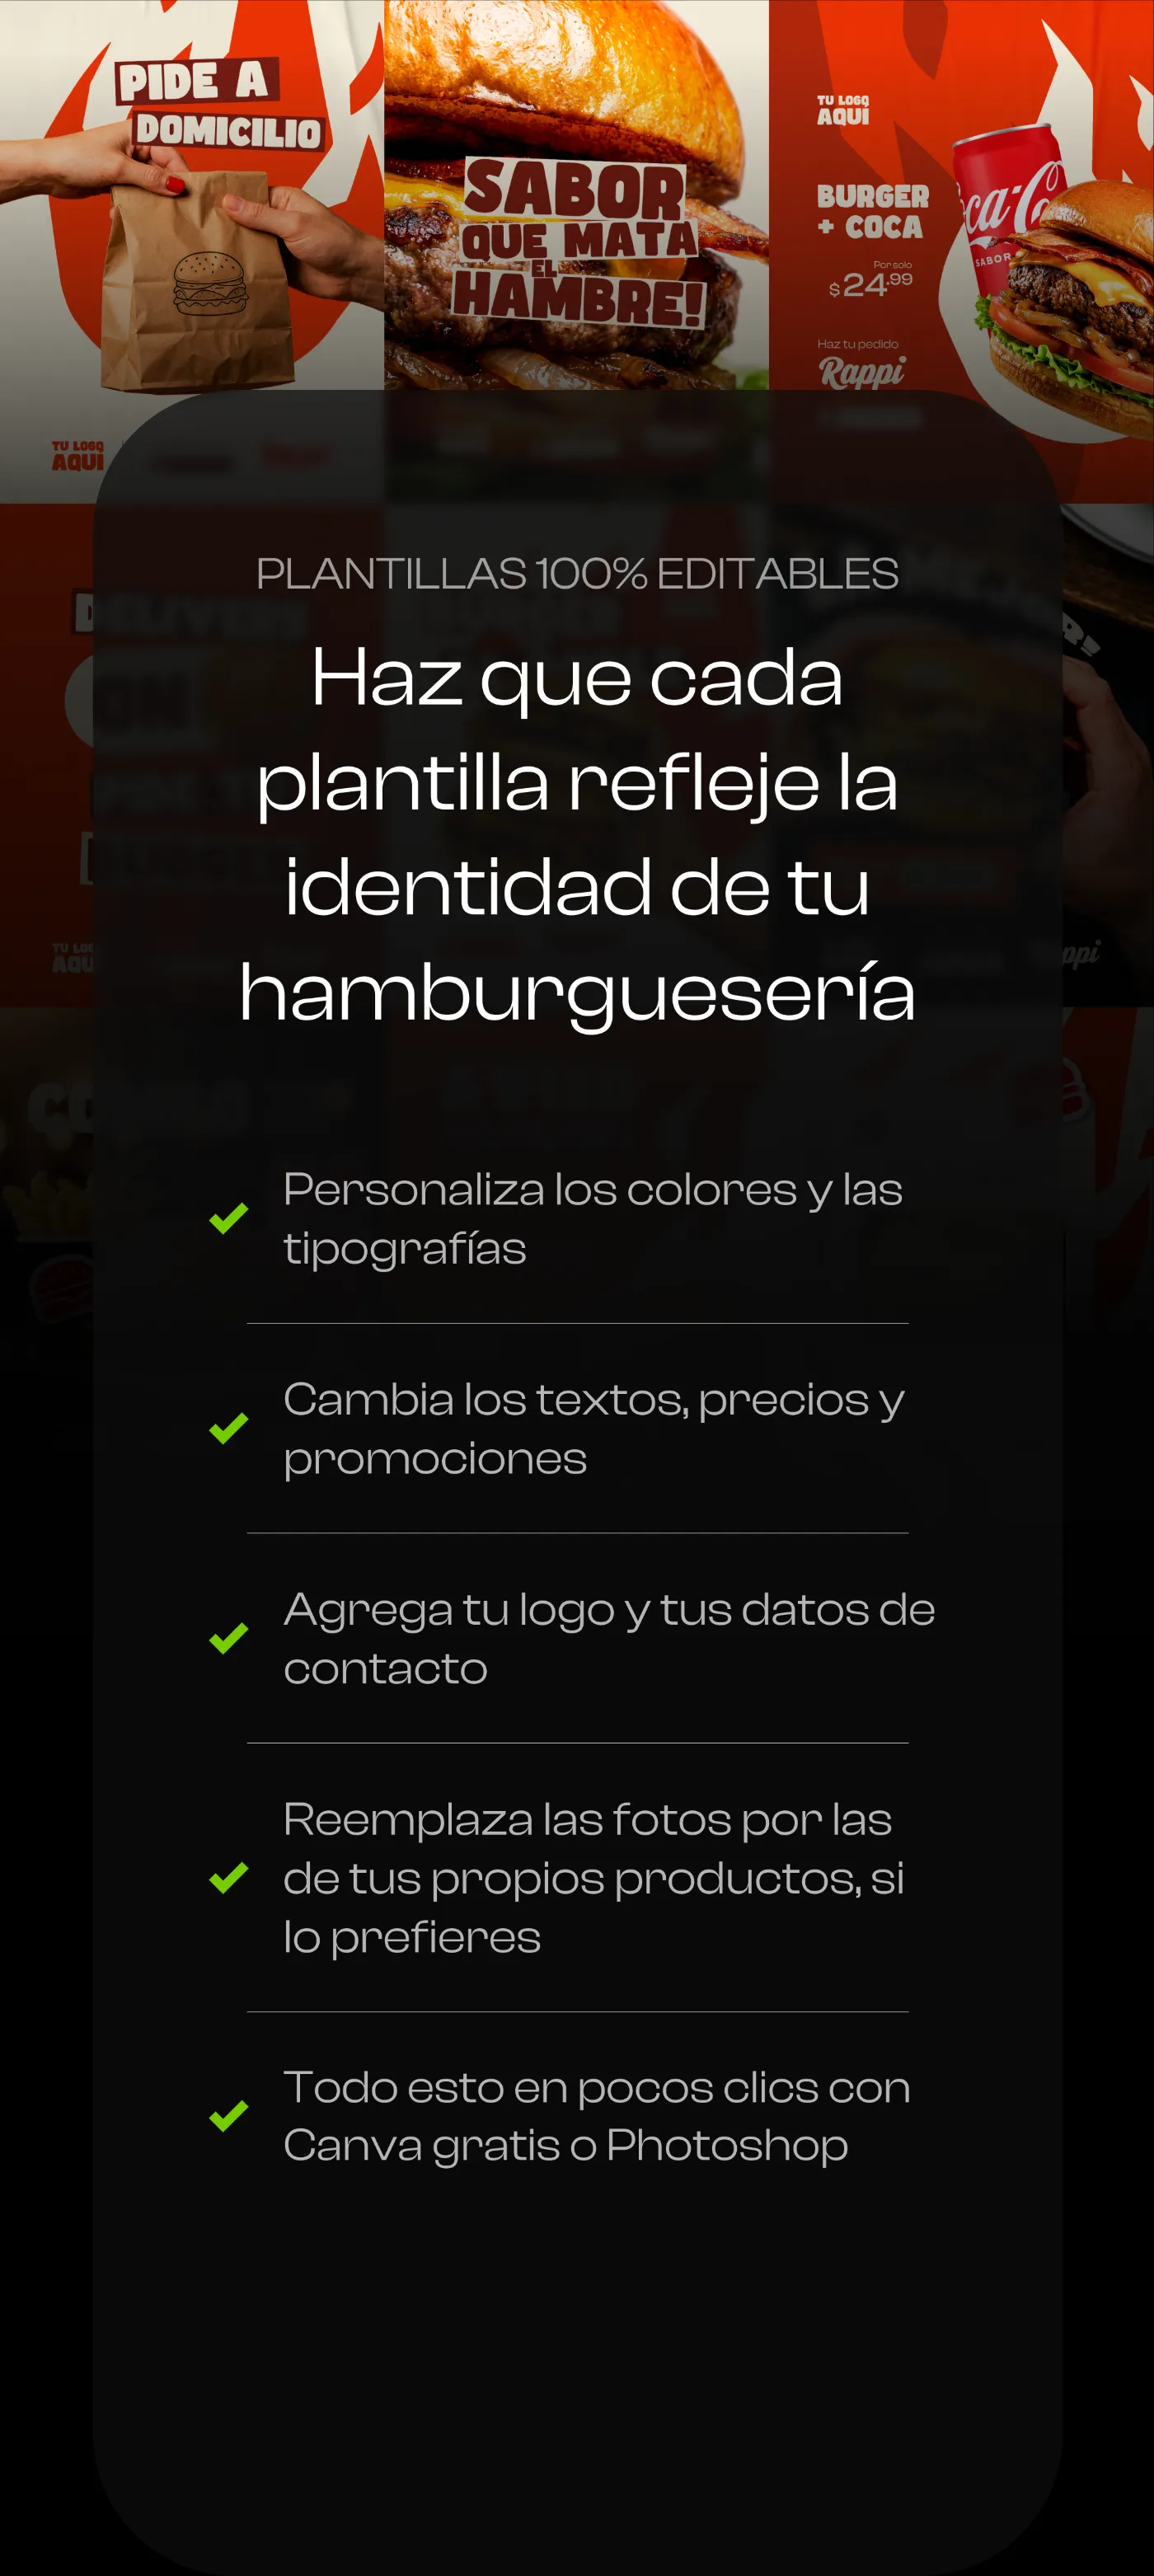 PIDE A
DOMICILIO
TU LOGO
AQUÍ
SABOR
QUE MATA
EL
HAMBRE!
TU LOGO
AQUÍ
BURGER
+ COCA
Por solo
$24.99
Haz tu pedido
Rappi
Coca-Co
SABOR
PLANTILLAS 100% EDITABLES
Haz que cada
plantilla refleje la
identidad de tu
hamburguesería
Personaliza los colores y las
tipografías
Cambia los textos, precios y
promociones
Agrega tu logo y tus datos de
contacto
Reemplaza las fotos por las
de tus propios productos, si
lo prefieres
Todo esto en pocos clics con
Canva gratis o Photoshop